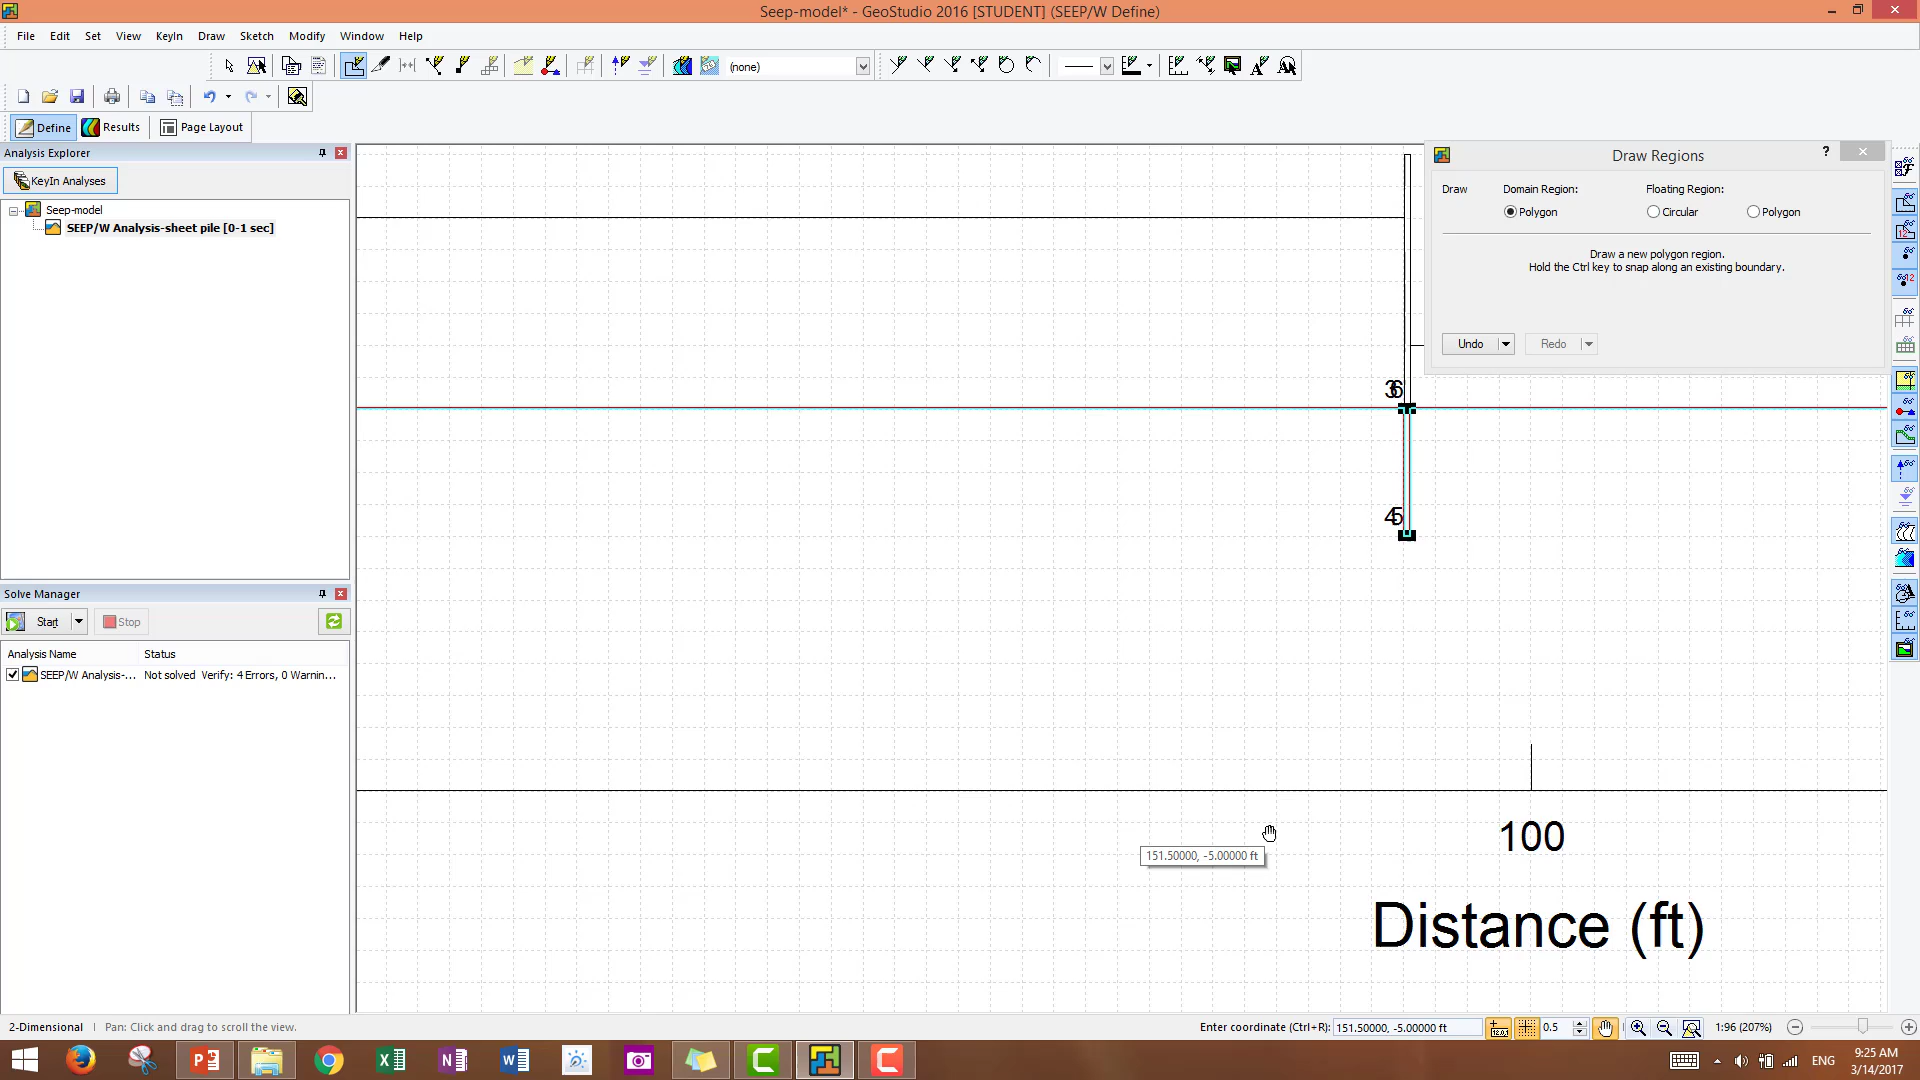 Seep-model* - GeoStudio 2016 [STUDENT] (SEEP/W Define)
File Edit Set View KeyIn Draw Sketch Modify Window Help
(none)
Define Results Page Layout
Analysis Explorer
KeyIn Analyses
Seep-model
SEEP/W Analysis-sheet pile [0-1 sec]
Draw Regions
?
Draw Domain Region: Floating Region:
Polygon Circular Polygon
Draw a new polygon region.
Hold the Ctrl key to snap along an existing boundary.
Undo Redo
36
45
Solve Manager
Start Stop
Analysis Name Status
SEEP/W Analysis-... Not solved Verify: 4 Errors, 0 Warnin...
151.50000, -5.00000 ft
100
Distance (ft)
2-Dimensional Pan: Click and drag to scroll the view.
Enter coordinate (Ctrl+R): 151.50000, -5.00000 ft 0.5 1:96 (207%)
ENG
9:25 AM
3/14/2017